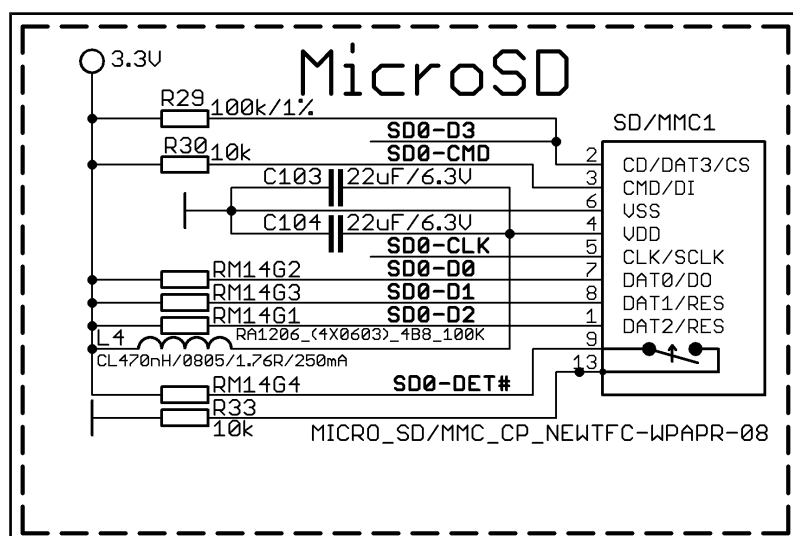 3.3V
MicroSD
R29 100k/1%
SD0-D3
SD/MMC1
R30 10k
SD0-CMD
2 CD/DAT3/CS
C103 22uF/6.3V
3 CMD/DI
6 VSS
C104 22uF/6.3V
4 VDD
SD0-CLK
5 CLK/SCLK
RM14G2 SD0-D0
7 DAT0/DO
RM14G3 SD0-D1
8 DAT1/RES
RM14G1 SD0-D2
1 DAT2/RES
L4 RA1206_(4X0603)_4B8_100K
9
CL470nH/0805/1.76R/250mA
13
RM14G4 SD0-DET#
R33
10k
MICRO_SD/MMC_CP_NEWTFC-WPAPR-08